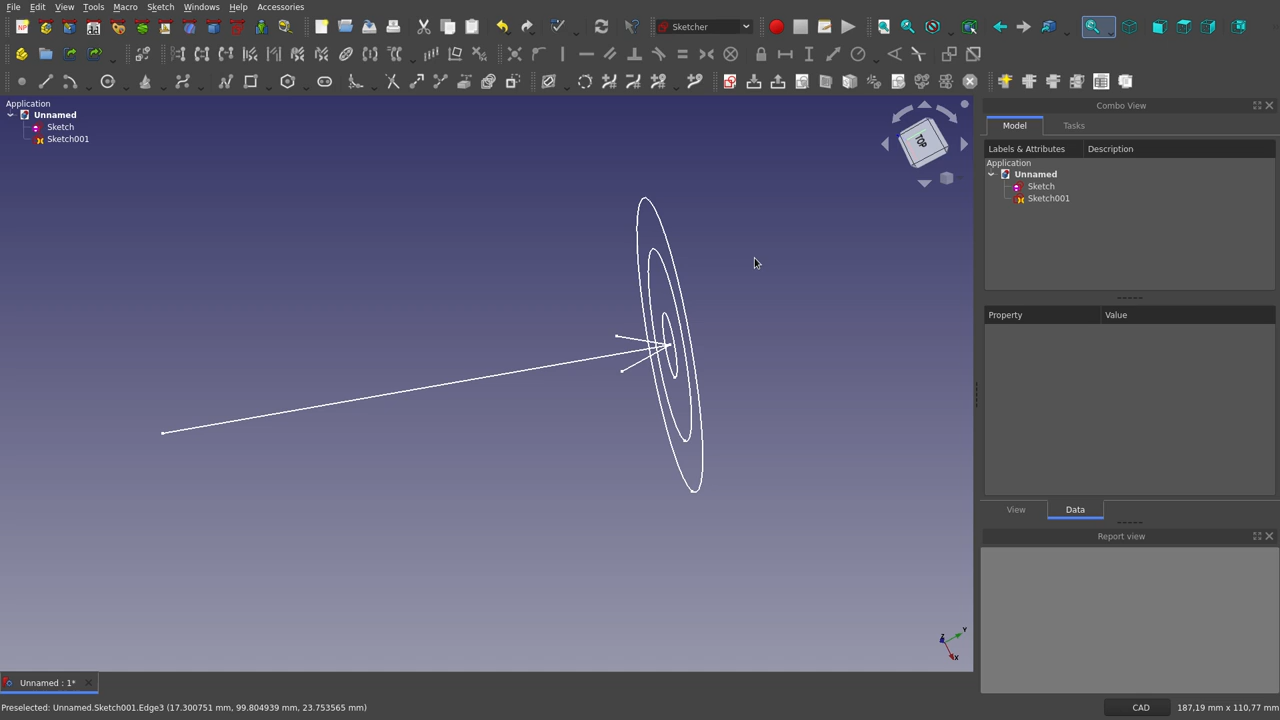 File Edit View Tools Macro Sketch Windows Help Accessories
Sketcher
Application
Unnamed
Sketch
Sketch001
TOP
Z Y X
Combo View
Model Tasks
Labels & Attributes Description
Application
Unnamed
Sketch
Sketch001
Property Value
View Data
Report view
Unnamed : 1*
Preselected: Unnamed.Sketch001.Edge3 (17.300751 mm, 99.804939 mm, 23.753565 mm)
CAD 187,19 mm x 110,77 mm